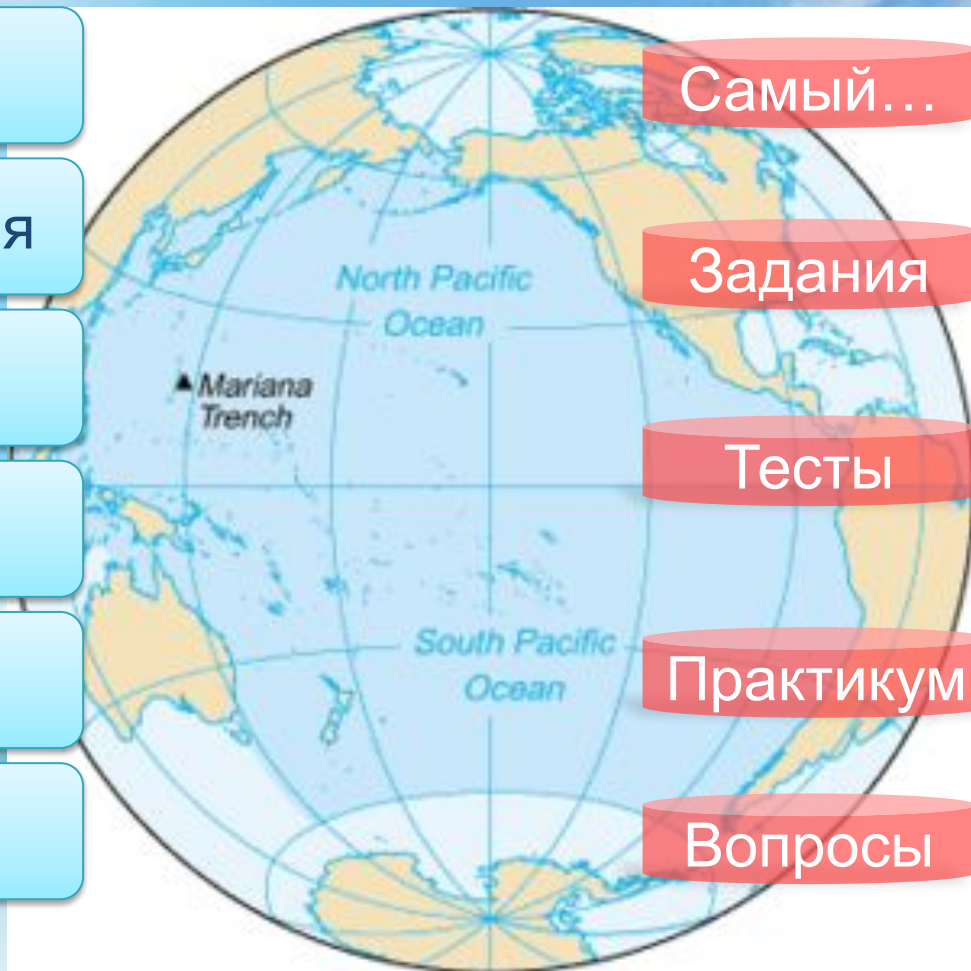 Самый...
я
Задания
North Pacific
Ocean
Mariana
Trench
Тесты
South Pacific
Ocean
Практикум
Вопросы